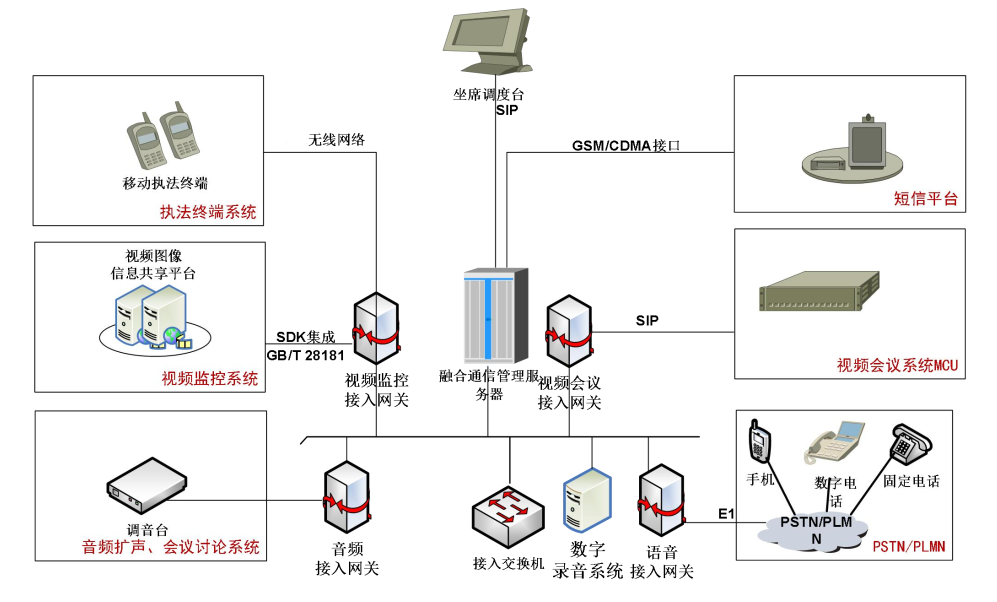 坐席调度台
SIP
无线网络
GSM/CDMA接口
移动执法终端
执法终端系统
短信平台
视频图像
信息共享平台
SDK集成
GB/T 28181
视频监控系统
视频监控
接入网关
融合通信管理服
务器
视频会议
接入网关
SIP
视频会议系统MCU
调音台
音频扩声、会议讨论系统
音频
接入网关
接入交换机
数字
录音系统
语音
接入网关
E1
手机
数字电
话
固定电话
PSTN/PLM
N
PSTN/PLMN